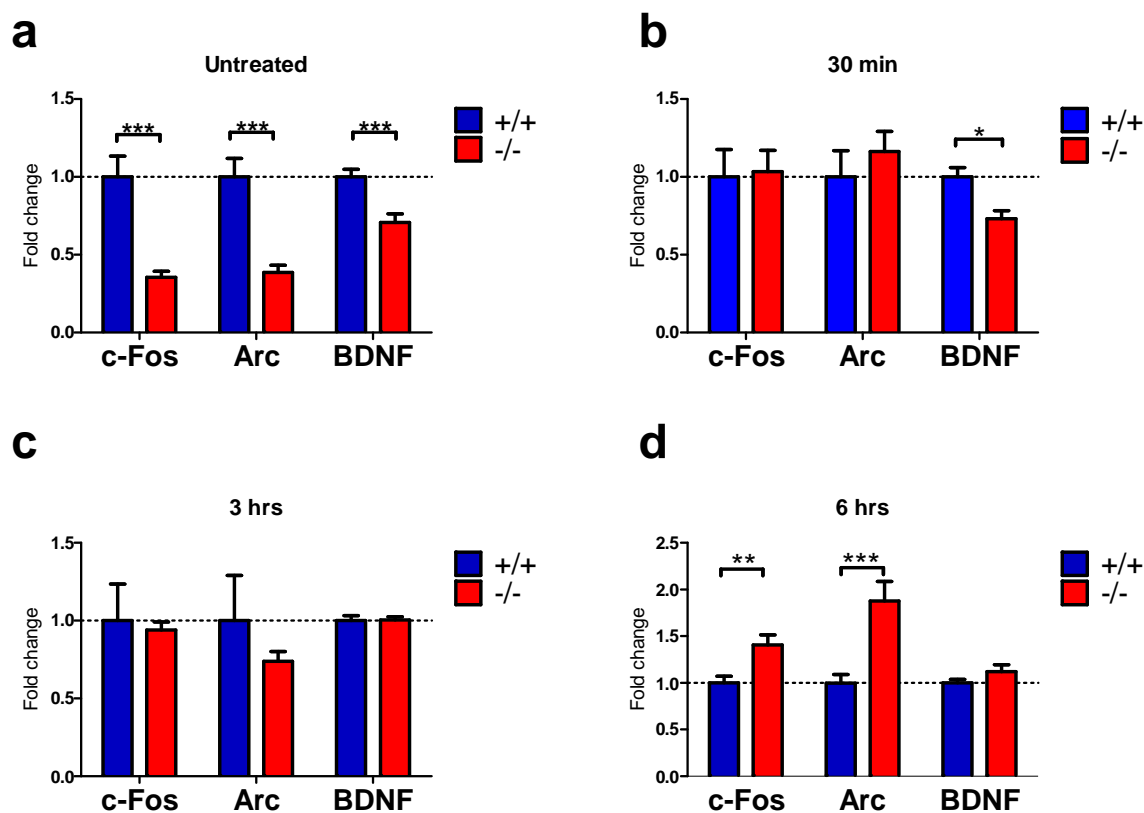 a
Untreated
1.5
1.0
0.5
0.0
Fold change
***
***
***
c-Fos Arc BDNF
+/+
-/-
b
30 min
1.5
1.0
0.5
0.0
Fold change
*
c-Fos Arc BDNF
+/+
-/-
c
3 hrs
1.5
1.0
0.5
0.0
Fold change
c-Fos Arc BDNF
+/+
-/-
d
6 hrs
2.5
2.0
1.5
1.0
0.5
0.0
Fold change
**
***
c-Fos Arc BDNF
+/+
-/-